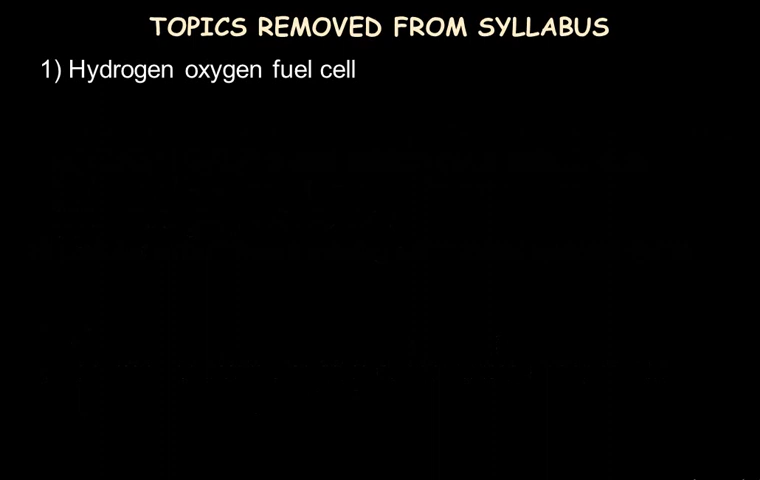 TOPICS REMOVED FROM SYLLABUS
1) Hydrogen oxygen fuel cell